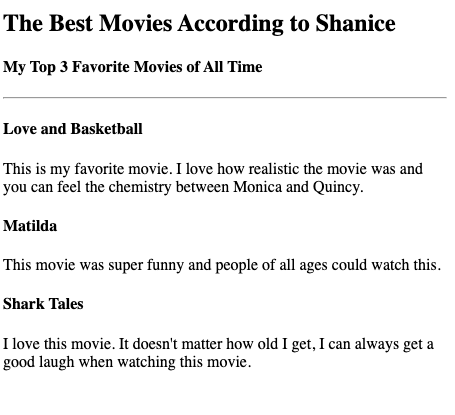 The Best Movies According to Shanice
My Top 3 Favorite Movies of All Time
Love and Basketball
This is my favorite movie. I love how realistic the movie was and
you can feel the chemistry between Monica and Quincy.
Matilda
This movie was super funny and people of all ages could watch this.
Shark Tales
I love this movie. It doesn't matter how old I get, I can always get a
good laugh when watching this movie.